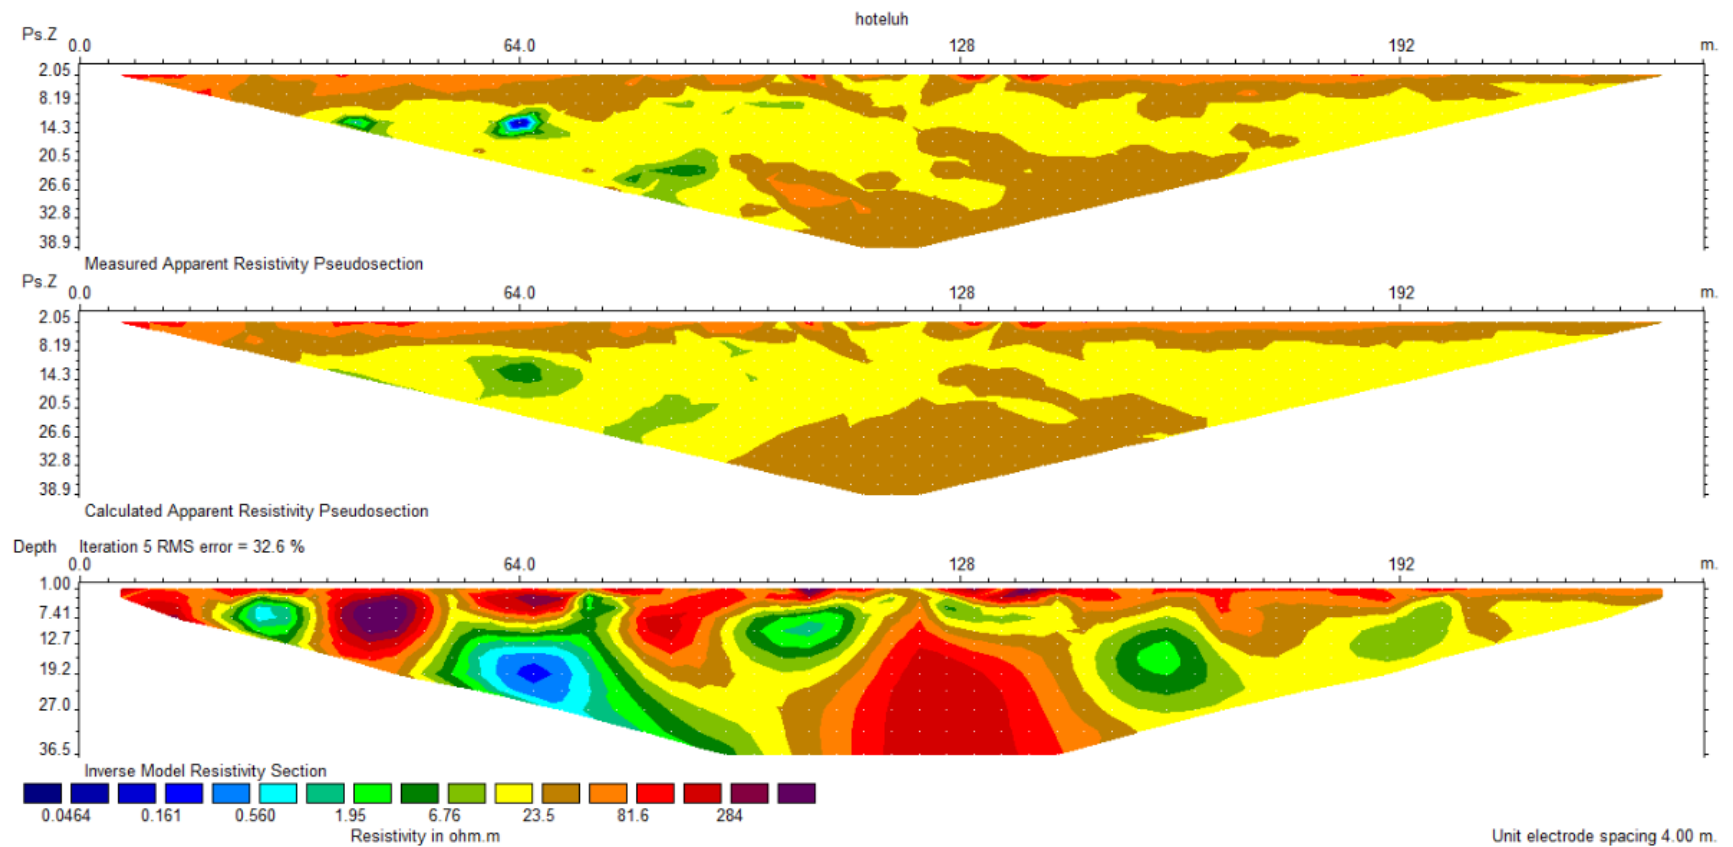 hoteluh
Ps.Z 0.0 64.0 128 192 m.
2.05
8.19
14.3
20.5
26.6
32.8
38.9
Measured Apparent Resistivity Pseudosection
Ps.Z 0.0 64.0 128 192 m.
2.05
8.19
14.3
20.5
26.6
32.8
38.9
Calculated Apparent Resistivity Pseudosection
Depth Iteration 5 RMS error = 32.6 %
0.0 64.0 128 192 m.
1.00
7.41
12.7
19.2
27.0
36.5
Inverse Model Resistivity Section
0.0464 0.161 0.560 1.95 6.76 23.5 81.6 284
Resistivity in ohm.m
Unit electrode spacing 4.00 m.